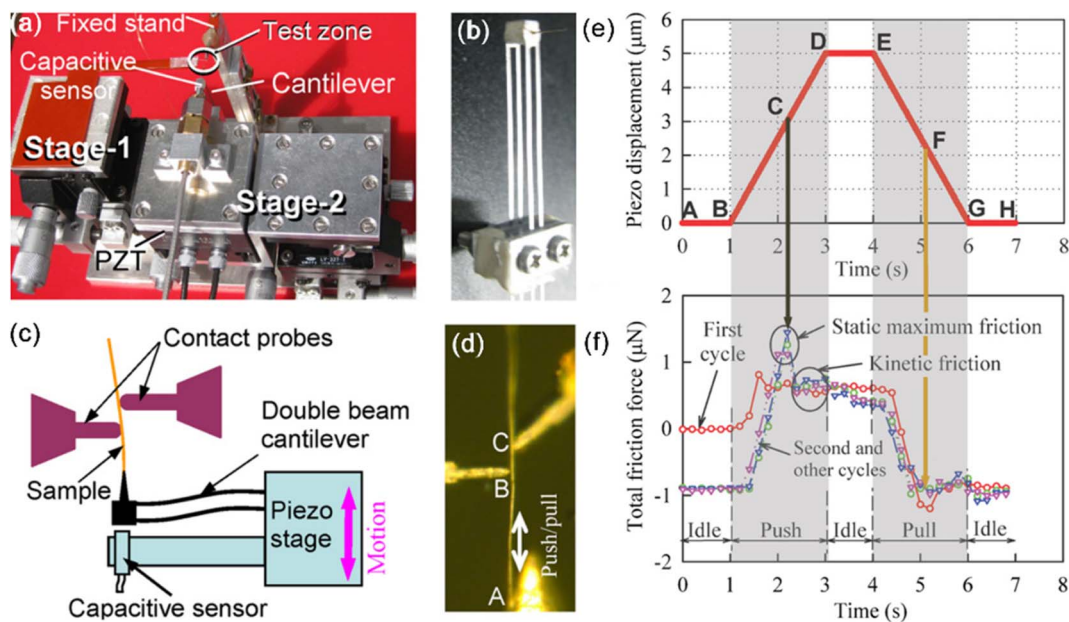 (a)
Fixed stand
Test zone
Capacitive
sensor
Cantilever
Stage-1
Stage-2
PZT
(b)
(c)
Contact probes
Double beam
cantilever
Sample
Piezo
stage
Motion
Capacitive sensor
(d)
C
B
A
Push/pull
(e)
Piezo displacement (μm)
6
5
4
3
2
1
0
A
B
C
D
E
F
G
H
0 1 2 3 4 5 6 7 8
Time (s)
(f)
Total friction force (μN)
2
1
0
-1
-2
First
cycle
Static maximum friction
Kinetic friction
Second and
other cycles
Idle
Push
Idle
Pull
Idle
0 1 2 3 4 5 6 7 8
Time (s)